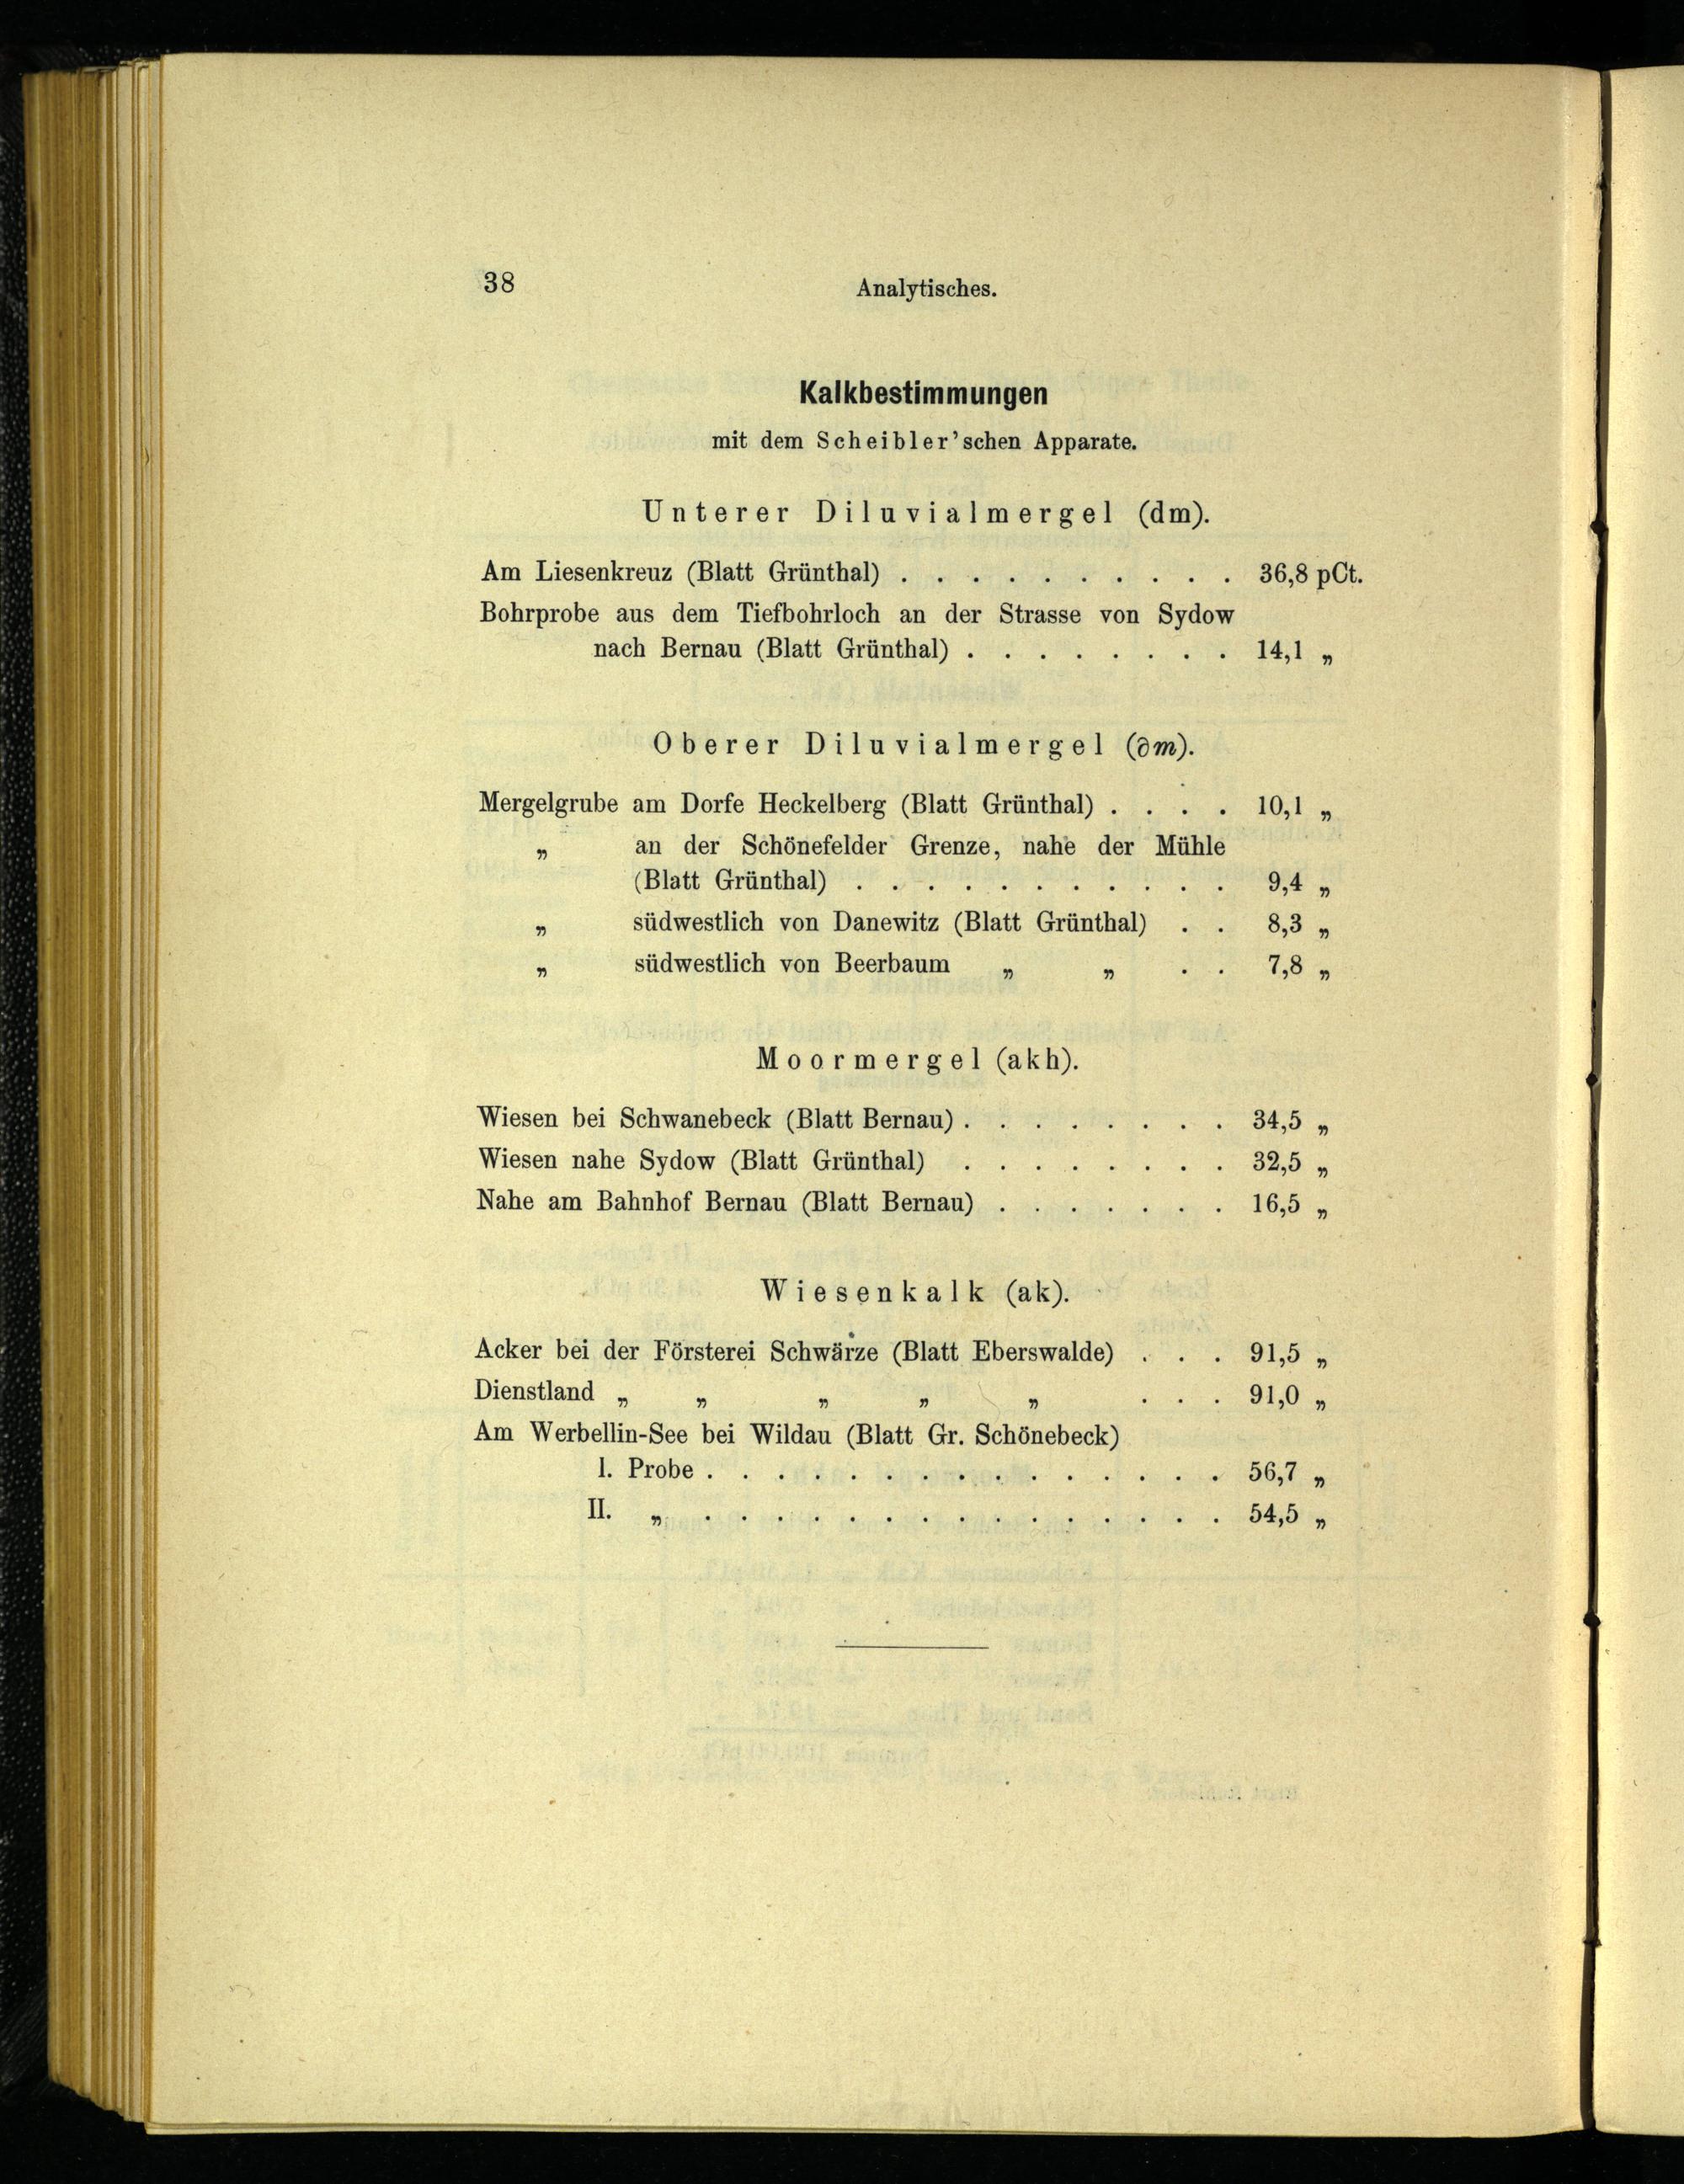 38 Analytisches.
Kalkbestimmungen
mit dem Scheibler'schen Apparate.
Unterer Diluvialmergel (dm).
Am Liesenkreuz (Blatt Grünthal) . . . . . . . . . . 36,8 pCt.
Bohrprobe aus dem Tiefbohrloch an der Strasse von Sydow
nach Bernau (Blatt Grünthal) . . . . . . . . 14,1 „
Oberer Diluvialmergel (∂m).
Mergelgrube am Dorfe Heckelberg (Blatt Grünthal) . . . . 10,1 „
„ an der Schönefelder Grenze, nahe der Mühle
(Blatt Grünthal) . . . . . . . . . . . 9,4 „
„ südwestlich von Danewitz (Blatt Grünthal) . . 8,3 „
„ südwestlich von Beerbaum „ „ . . 7,8 „
Moormergel (akh).
Wiesen bei Schwanebeck (Blatt Bernau) . . . . . . . . 34,5 „
Wiesen nahe Sydow (Blatt Grünthal) . . . . . . . . 32,5 „
Nahe am Bahnhof Bernau (Blatt Bernau) . . . . . . . 16,5 „
Wiesenkalk (ak).
Acker bei der Försterei Schwärze (Blatt Eberswalde) . . . 91,5 „
Dienstland „ „ „ „ „ . . . 91,0 „
Am Werbellin-See bei Wildau (Blatt Gr. Schönebeck)
I. Probe . . . . . . . . . . . . . . . 56,7 „
II. „ . . . . . . . . . . . . . . . 54,5 „